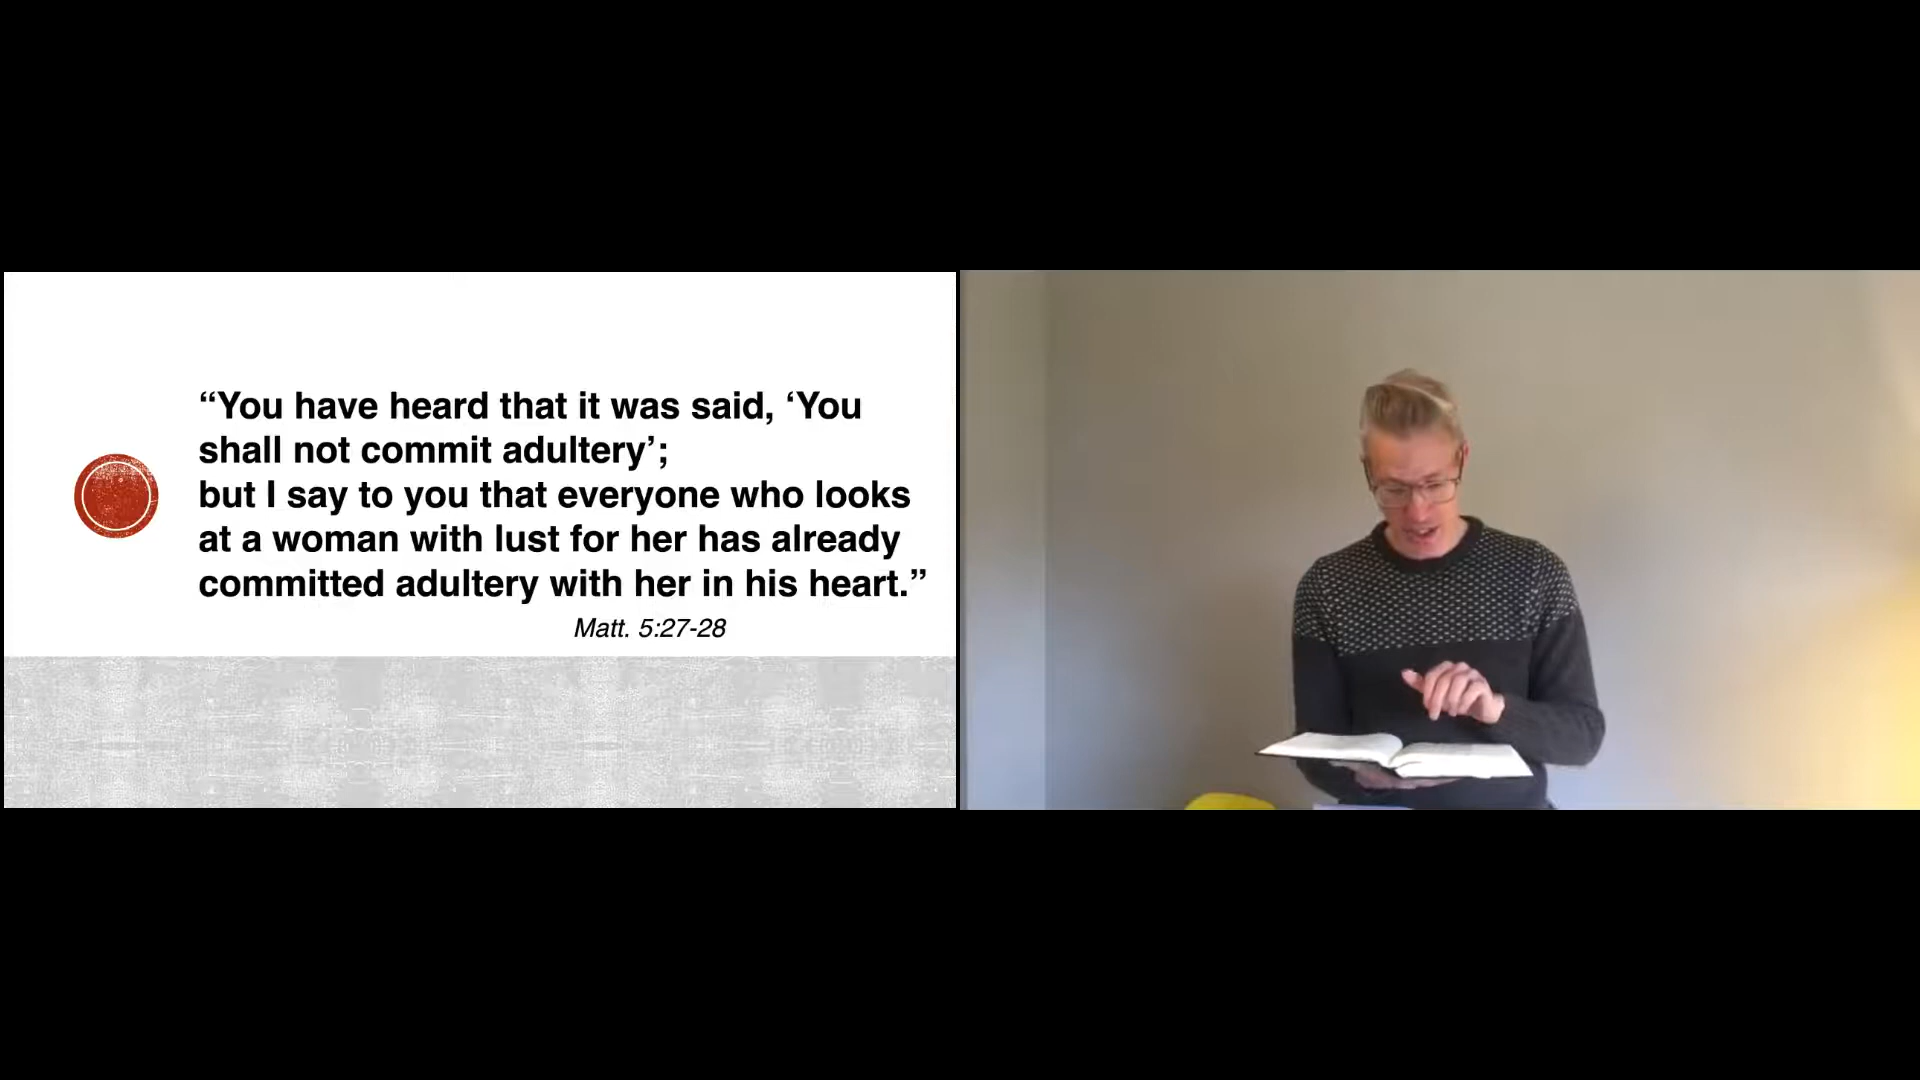 “You have heard that it was said, ‘You
shall not commit adultery’;
but I say to you that everyone who looks
at a woman with lust for her has already
committed adultery with her in his heart.”
Matt. 5:27-28